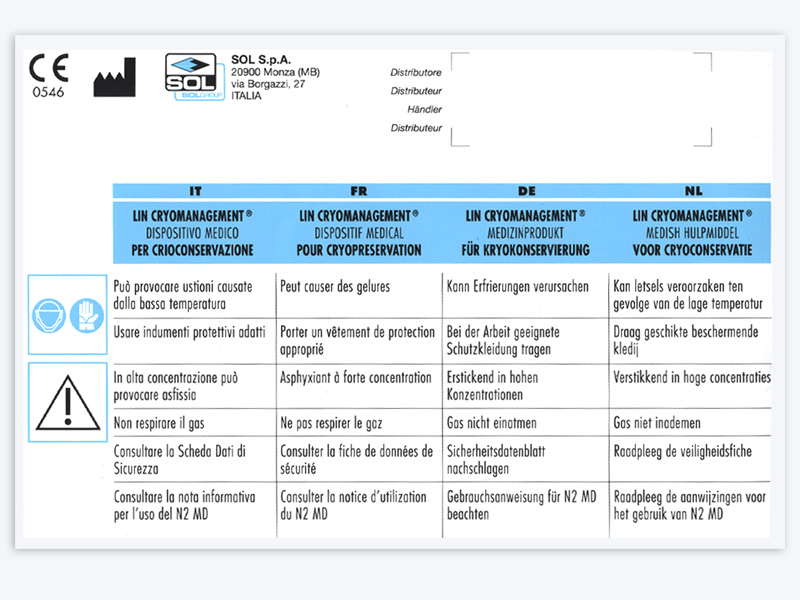 CE
0546
SOL
SOLGROUP
SOL S.p.A.
20900 Monza (MB)
via Borgazzi, 27
ITALIA
Distributore
Distributeur
Händler
Distributeur
IT FR DE NL
LIN CRYOMANAGEMENT®
DISPOSITIVO MEDICO
PER CRIOCONSERVAZIONE
LIN CRYOMANAGEMENT®
DISPOSITIF MEDICAL
POUR CRYOPRESERVATION
LIN CRYOMANAGEMENT®
MEDIZINPRODUKT
FÜR KRYOKONSERVIERUNG
LIN CRYOMANAGEMENT®
MEDISH HULPMIDDEL
VOOR CRYOCONSERVATIE
Può provocare ustioni causate
dalla bassa temperatura
Peut causer des gelures
Kann Erfrierungen verursachen
Kan letsels veroorzaken ten
gevolge van de lage temperatur
Usare indumenti protettivi adatti
Porter un vêtement de protection
approprié
Bei der Arbeit geeignete
Schutzkleidung tragen
Draag geschikte beschermende
kledij
In alta concentrazione può
provocare asfissia
Asphyxiant à forte concentration
Erstickend in hohen
Konzentrationen
Verstikkend in hoge concentraties
Non respirare il gas
Ne pas respirer le gaz
Gas nicht einatmen
Gas niet inademen
Consultare la Scheda Dati di
Sicurezza
Consulter la fiche de données de
sécurité
Sicherheitsdatenblatt
nachschlagen
Raadpleeg de veiligheidsfiche
Consultare la nota informativa
per l'uso del N2 MD
Consulter la notice d'utilization
du N2 MD
Gebrauchsanweisung für N2 MD
beachten
Raadpleeg de aanwijzingen voor
het gebruik van N2 MD